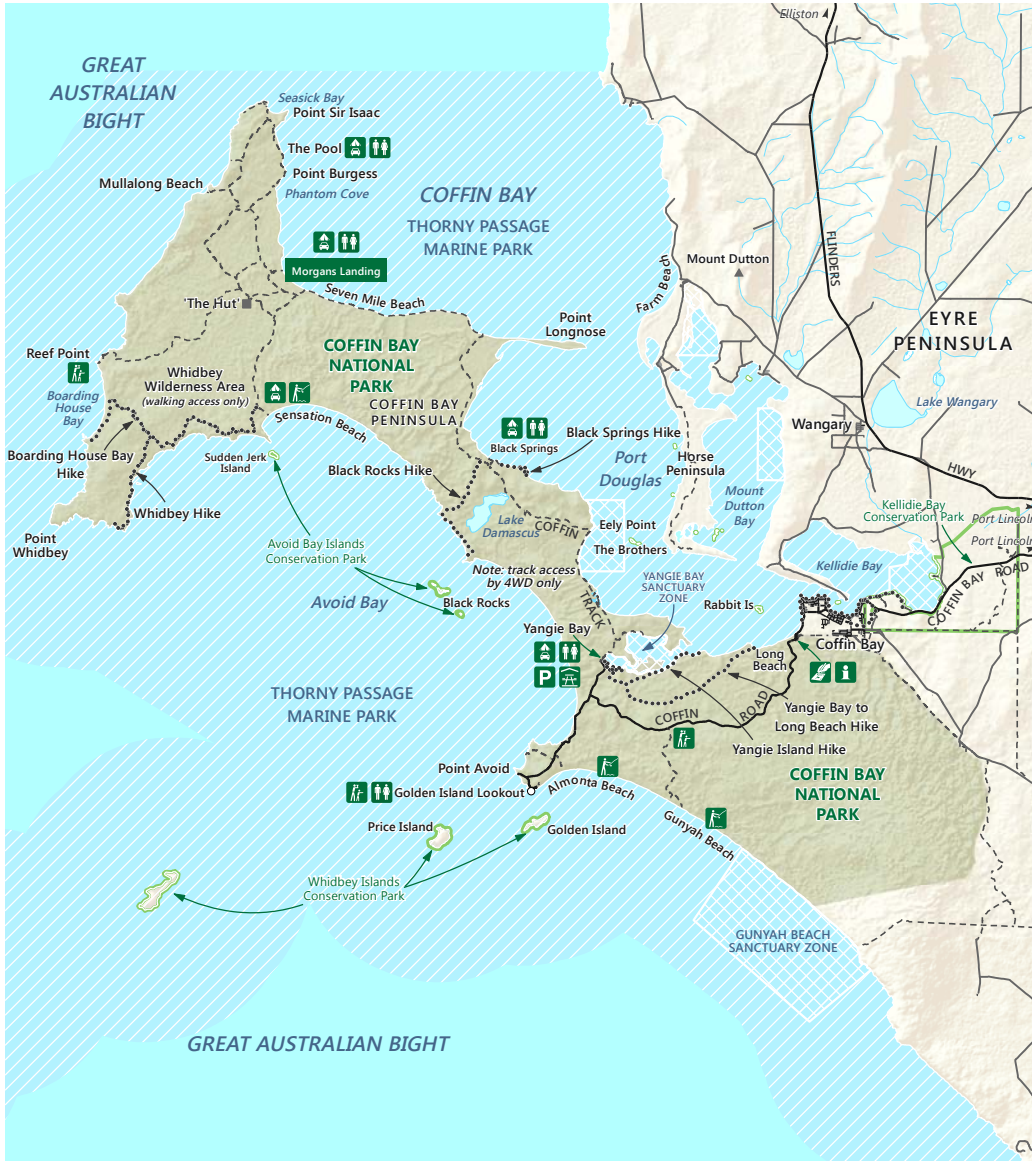 Elliston
GREAT
AUSTRALIAN
BIGHT
Seasick Bay
Point Sir Isaac
The Pool
Point Burgess
Mullalong Beach
Phantom Cove
COFFIN BAY
THORNY PASSAGE
MARINE PARK
FLINDERS
Mount Dutton
Morgans Landing
Farm Beach
Seven Mile Beach
'The Hut'
Point
Longnose
EYRE
PENINSULA
COFFIN BAY
NATIONAL
PARK
Reef Point
Whidbey
Wilderness Area
(walking access only)
Boarding
House
Bay
COFFIN BAY
PENINSULA
Lake Wangary
Sensation Beach
Wangary
Black Springs Hike
Black Springs
Boarding House Bay
Hike
Sudden Jerk
Island
Black Rocks Hike
Port
Douglas
Horse
Peninsula
HWY
Whidbey Hike
Mount
Dutton
Bay
Kellidie Bay
Conservation Park
Port Lincoln
Port Lincoln
Point
Whidbey
Lake
Damascus
COFFIN
Eely Point
The Brothers
Avoid Bay Islands
Conservation Park
Note: track access
by 4WD only
YANGIE BAY
SANCTUARY
ZONE
Kellidie Bay
COFFIN BAY ROAD
Avoid Bay
Black Rocks
TRACK
Rabbit Is
Yangie Bay
P
Coffin Bay
Long
Beach
i
THORNY PASSAGE
MARINE PARK
COFFIN
ROAD
Yangie Bay to
Long Beach Hike
Yangie Island Hike
Point Avoid
Golden Island Lookout
Almonta Beach
COFFIN BAY
NATIONAL
PARK
Price Island
Golden Island
Gunyah Beach
Whidbey Islands
Conservation Park
GUNYAH BEACH
SANCTUARY ZONE
GREAT AUSTRALIAN BIGHT